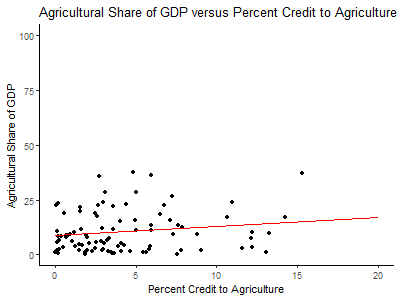 Agricultural Share of GDP versus Percent Credit to Agriculture
100
75
50
25
0
Agricultural Share of GDP
0 5 10 15 20
Percent Credit to Agriculture